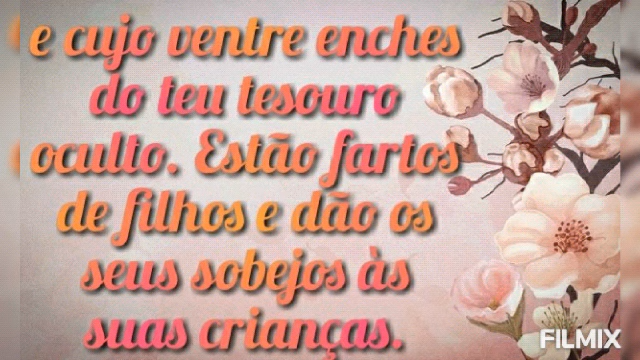 e cujo ventre enches
do teu tesouro
oculto. Estão fartos
de filhos e dão os
seus sobejos às
suas crianças.
FILMIX